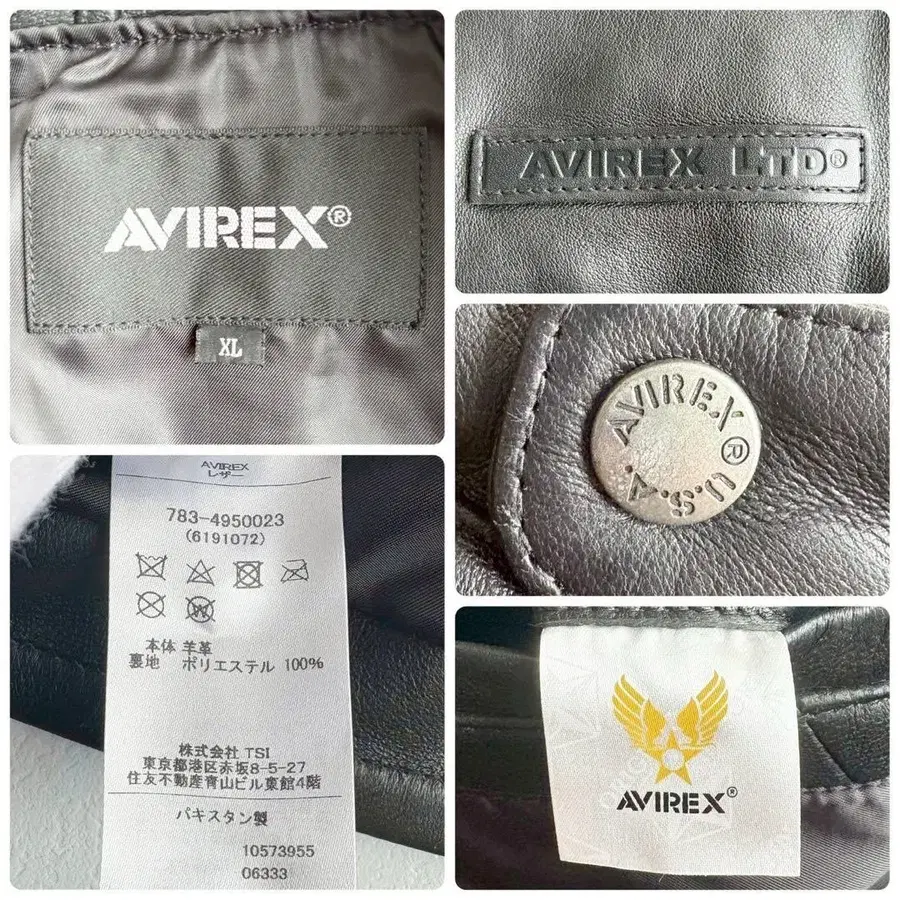 AVIREX®
XL
AVIREX LTD®
AVIREX®
U.S.A.
AVIREX
レザー
783-4950023
(6191072)
W
本体 羊革
裏地 ポリエステル 100%
株式会社 TSI
東京都港区赤坂8-5-27
住友不動産青山ビル東館4階
パキスタン製
10573955
06333
AVIREX®